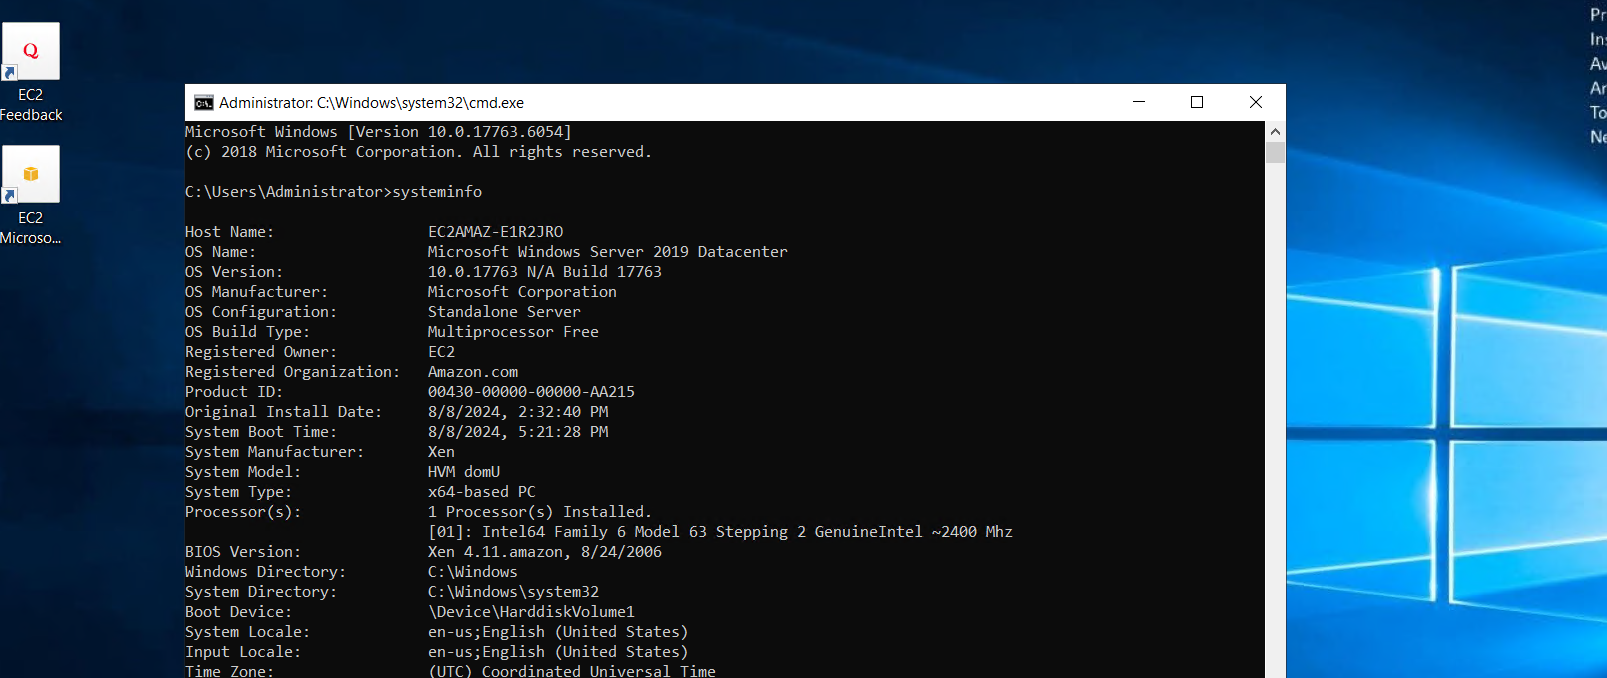 Q
EC2
Feedback
EC2
Microso...
Administrator: C:\Windows\system32\cmd.exe
Microsoft Windows [Version 10.0.17763.6054]
(c) 2018 Microsoft Corporation. All rights reserved.
C:\Users\Administrator>systeminfo
Host Name: EC2AMAZ-E1R2JRO
OS Name: Microsoft Windows Server 2019 Datacenter
OS Version: 10.0.17763 N/A Build 17763
OS Manufacturer: Microsoft Corporation
OS Configuration: Standalone Server
OS Build Type: Multiprocessor Free
Registered Owner: EC2
Registered Organization: Amazon.com
Product ID: 00430-00000-00000-AA215
Original Install Date: 8/8/2024, 2:32:40 PM
System Boot Time: 8/8/2024, 5:21:28 PM
System Manufacturer: Xen
System Model: HVM domU
System Type: x64-based PC
Processor(s): 1 Processor(s) Installed.
[01]: Intel64 Family 6 Model 63 Stepping 2 GenuineIntel ~2400 Mhz
BIOS Version: Xen 4.11.amazon, 8/24/2006
Windows Directory: C:\Windows
System Directory: C:\Windows\system32
Boot Device: \Device\HarddiskVolume1
System Locale: en-us;English (United States)
Input Locale: en-us;English (United States)
Time Zone: (UTC) Coordinated Universal Time